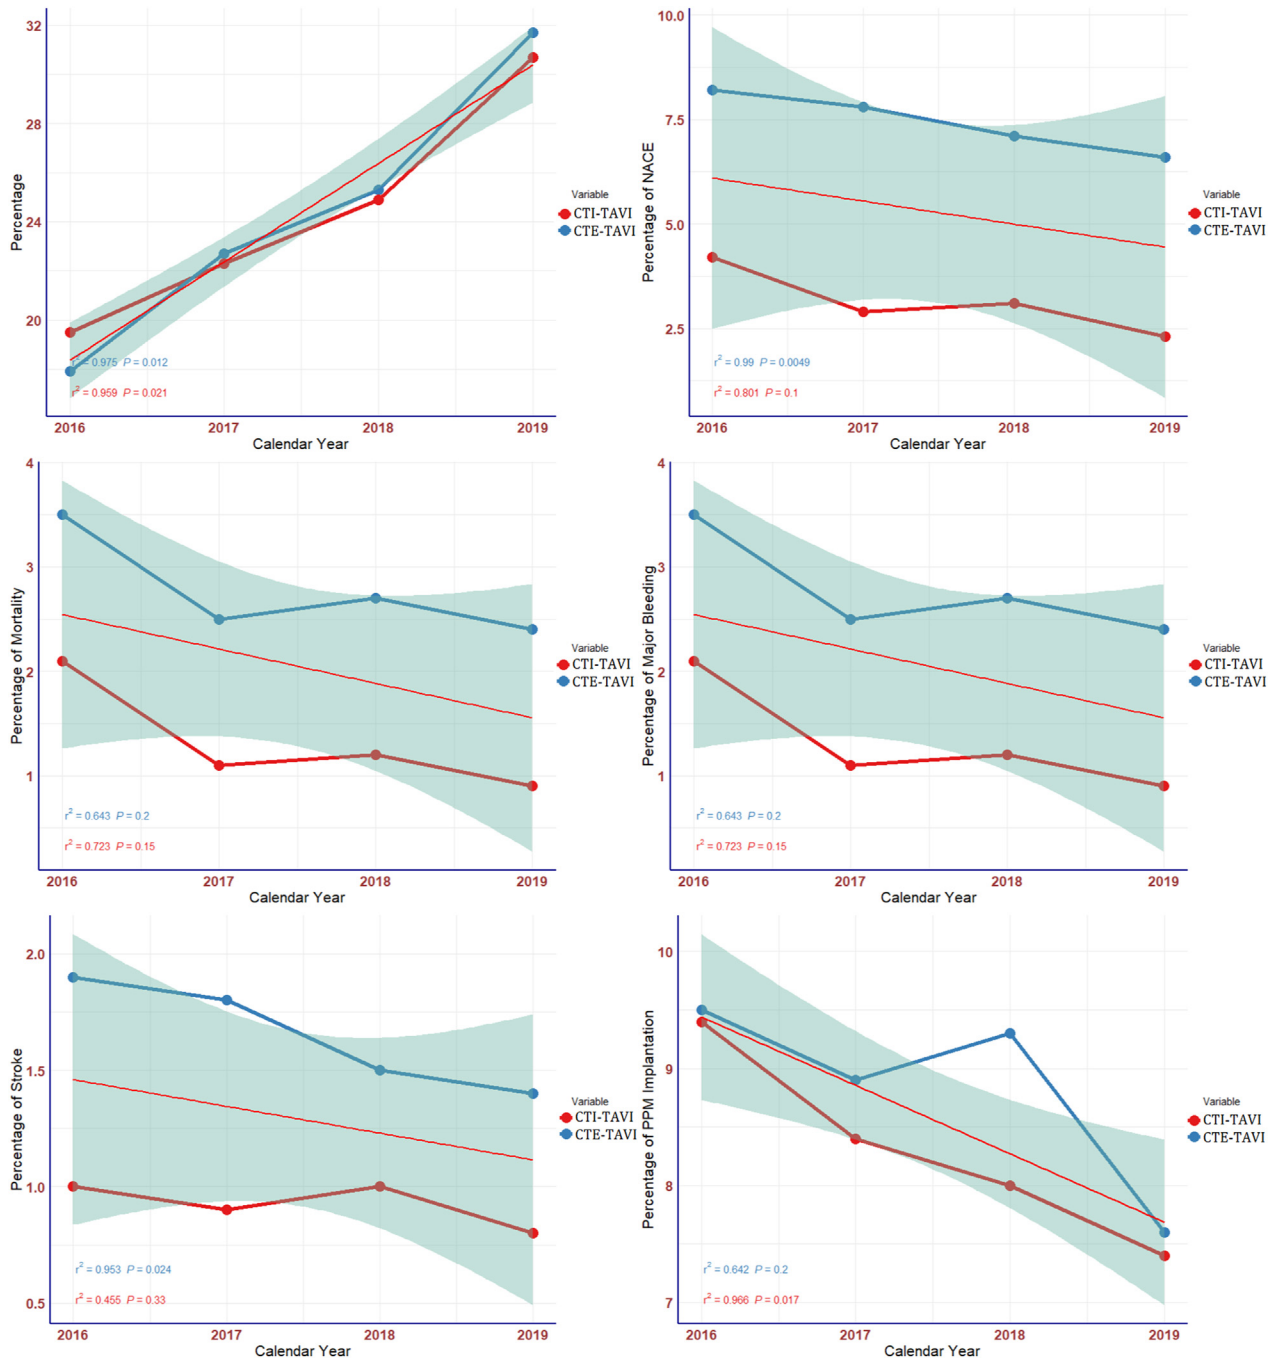 32
28
24
20
Percentage
r² = 0.975 P = 0.012
r² = 0.959 P = 0.021
2016 2017 2018 2019
Calendar Year
Variable
CTI-TAVI
CTE-TAVI
10.0
7.5
5.0
2.5
Percentage of NACE
r² = 0.99 P = 0.0049
r² = 0.801 P = 0.1
2016 2017 2018 2019
Calendar Year
Variable
CTI-TAVI
CTE-TAVI
4
3
2
1
Percentage of Mortality
r² = 0.643 P = 0.2
r² = 0.723 P = 0.15
2016 2017 2018 2019
Calendar Year
Variable
CTI-TAVI
CTE-TAVI
4
3
2
1
Percentage of Major Bleeding
r² = 0.643 P = 0.2
r² = 0.723 P = 0.15
2016 2017 2018 2019
Calendar Year
Variable
CTI-TAVI
CTE-TAVI
2.0
1.5
1.0
0.5
Percentage of Stroke
r² = 0.953 P = 0.024
r² = 0.455 P = 0.33
2016 2017 2018 2019
Calendar Year
Variable
CTI-TAVI
CTE-TAVI
10
9
8
7
Percentage of PPM Implantation
r² = 0.642 P = 0.2
r² = 0.966 P = 0.017
2016 2017 2018 2019
Calendar Year
Variable
CTI-TAVI
CTE-TAVI